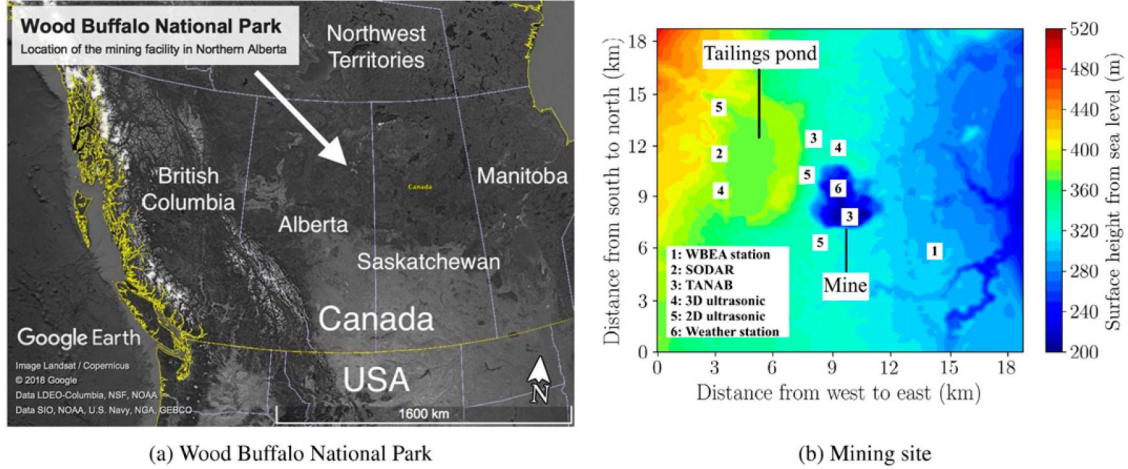 Wood Buffalo National Park
Location of the mining facility in Northern Alberta
Northwest
Territories
British
Columbia
Canada
Manitoba
Alberta
Saskatchewan
Canada
USA
Google Earth
Image Landsat / Copernicus
© 2018 Google
Data LDEO-Columbia, NSF, NOAA
Data SIO, NOAA, U.S. Navy, NGA, GEBCO
N
1600 km
(a) Wood Buffalo National Park
Distance from south to north (km)
18
15
12
9
6
3
0
Tailings pond
5
3
4
2
5
6
4
3
5
1
1: WBEA station
2: SODAR
3: TANAB
4: 3D ultrasonic
5: 2D ultrasonic
6: Weather station
Mine
0 3 6 9 12 15 18
Distance from west to east (km)
520
480
440
400
360
320
280
240
200
Surface height from sea level (m)
(b) Mining site